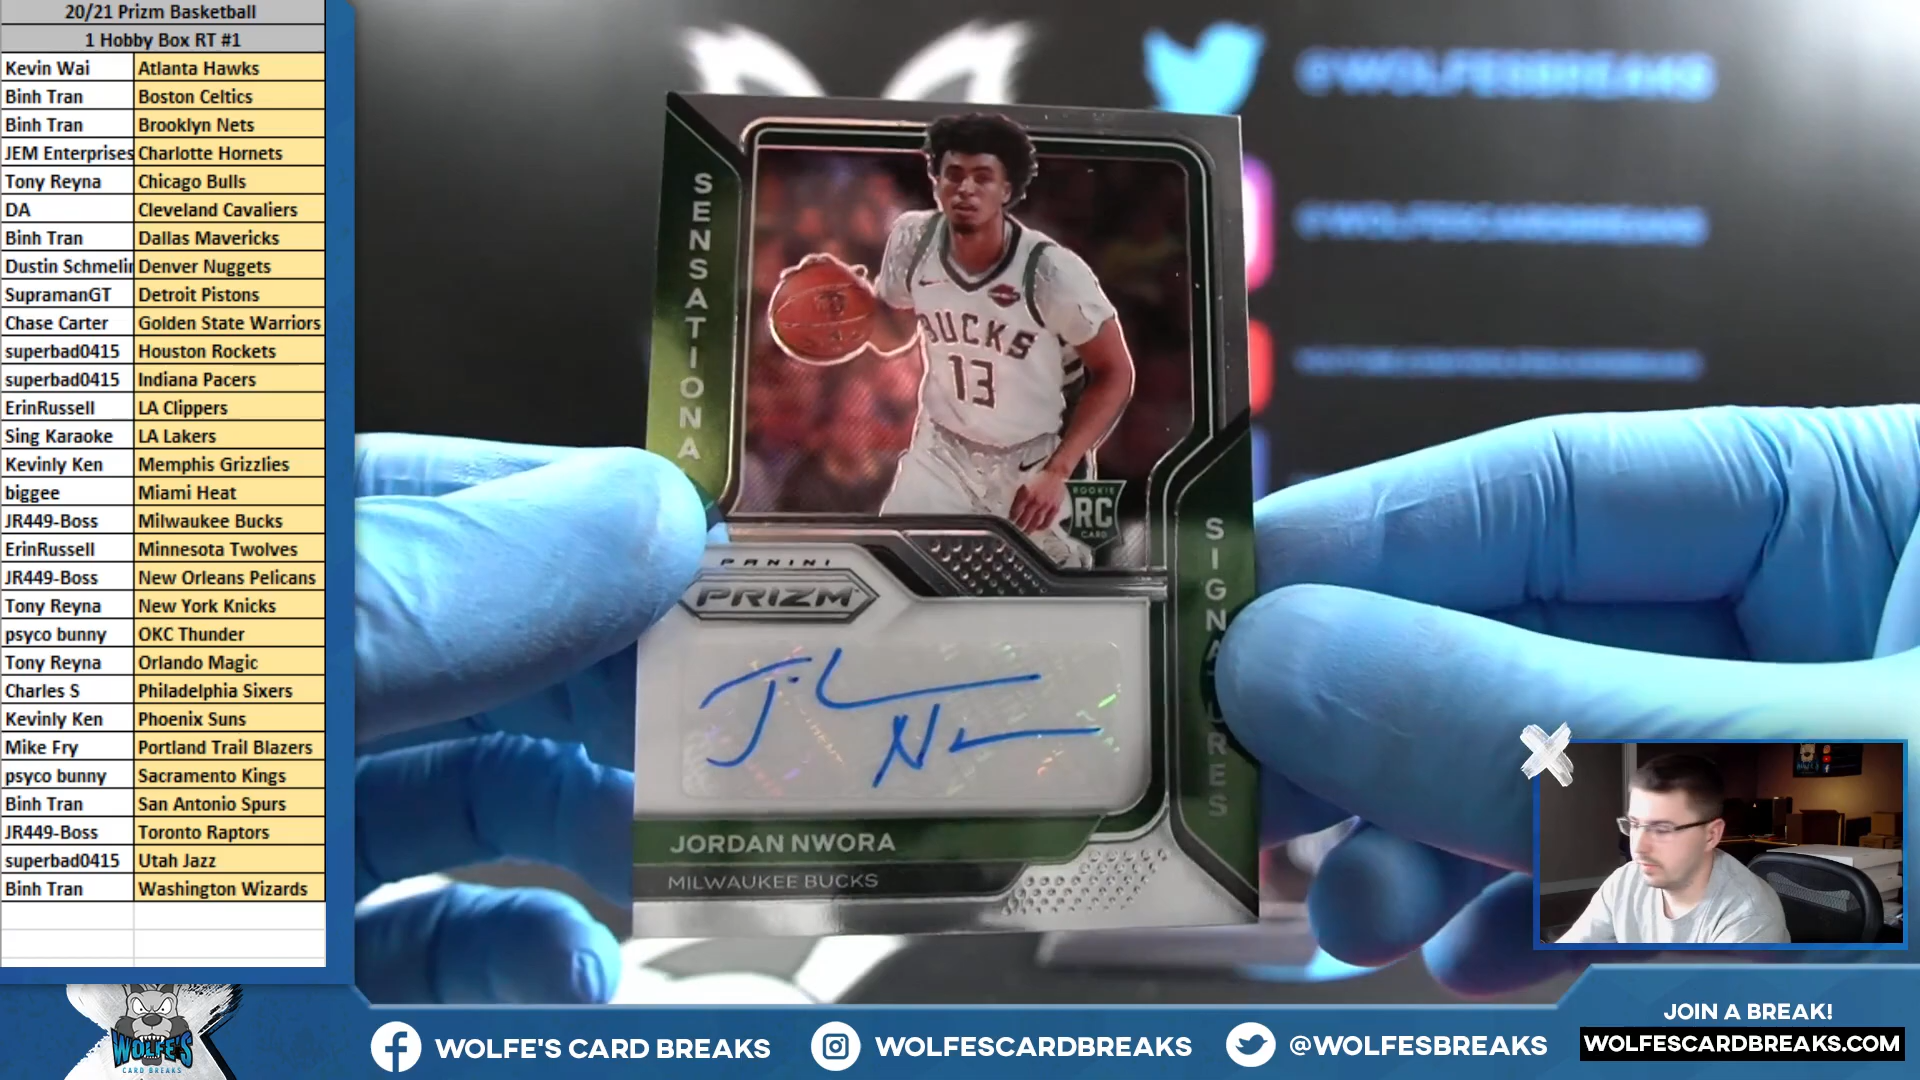 20/21 Prizm Basketball
1 Hobby Box RT #1
Kevin Wai Atlanta Hawks
Binh Tran Boston Celtics
Binh Tran Brooklyn Nets
JEM Enterprises Charlotte Hornets
Tony Reyna Chicago Bulls
DA Cleveland Cavaliers
Binh Tran Dallas Mavericks
Dustin Schmelin Denver Nuggets
SupramanGT Detroit Pistons
Chase Carter Golden State Warriors
superbad0415 Houston Rockets
superbad0415 Indiana Pacers
ErinRussell LA Clippers
Sing Karaoke LA Lakers
Kevinly Ken Memphis Grizzlies
biggee Miami Heat
JR449-Boss Milwaukee Bucks
ErinRussell Minnesota Twolves
JR449-Boss New Orleans Pelicans
Tony Reyna New York Knicks
psyco bunny OKC Thunder
Tony Reyna Orlando Magic
Charles S Philadelphia Sixers
Kevinly Ken Phoenix Suns
Mike Fry Portland Trail Blazers
psyco bunny Sacramento Kings
Binh Tran San Antonio Spurs
JR449-Boss Toronto Raptors
superbad0415 Utah Jazz
Binh Tran Washington Wizards
@WOLFESBREAKS
@WOLFESCARDBREAKS
SENSATIONA
BUCKS
13
ROOKIE
RC
CARD
SIGNATURES
PANINI
PRIZM
JORDAN NWORA
MILWAUKEE BUCKS
WOLFE'S
CARD BREAKS
WOLFE'S CARD BREAKS
WOLFESCARDBREAKS
@WOLFESBREAKS
JOIN A BREAK!
WOLFESCARDBREAKS.COM